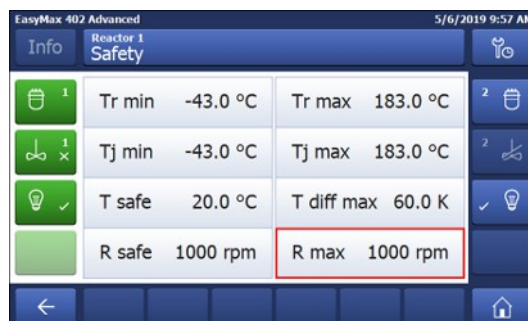 EasyMax 402 Advanced 5/6/2019 9:57 AM
Info Reactor 1
Safety
1 Tr min -43.0 °C Tr max 183.0 °C 2
1 Tj min -43.0 °C Tj max 183.0 °C 2
T safe 20.0 °C T diff max 60.0 K
R safe 1000 rpm R max 1000 rpm